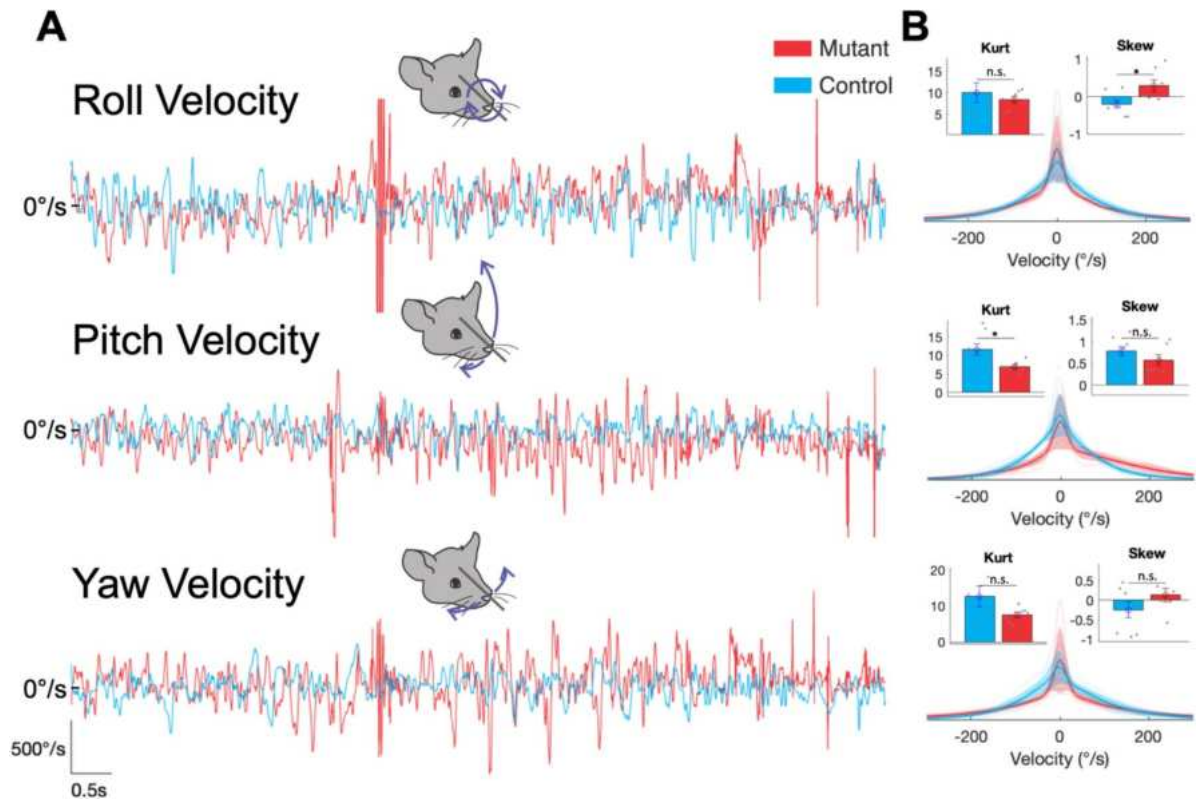 A
B
Mutant
Control
Roll Velocity
0°/s
Kurt
n.s.
15
10
5
Skew
*
1
0
-1
-200 0 200
Velocity (°/s)
Pitch Velocity
0°/s
Kurt
*
15
10
5
0
Skew
n.s.
1.5
1
0.5
0
-200 0 200
Velocity (°/s)
Yaw Velocity
0°/s
500°/s
0.5s
Kurt
n.s.
20
10
0
Skew
n.s.
0.5
0
-0.5
-1
-200 0 200
Velocity (°/s)